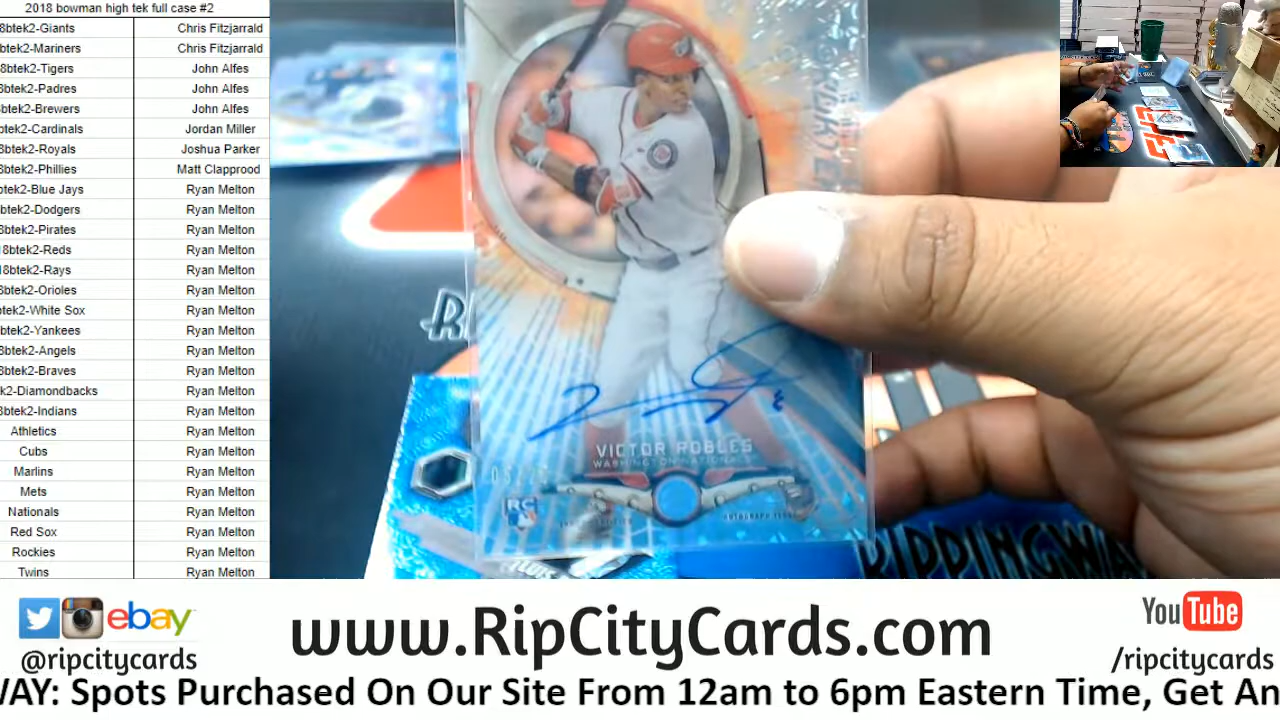 2018 bowman high tek full case #2
8btek2-Giants Chris Fitzjarrald
btek2-Mariners Chris Fitzjarrald
8btek2-Tigers John Alfes
8btek2-Padres John Alfes
btek2-Brewers John Alfes
btek2-Cardinals Jordan Miller
8btek2-Royals Joshua Parker
8btek2-Phillies Matt Clapprood
btek2-Blue Jays Ryan Melton
btek2-Dodgers Ryan Melton
8btek2-Pirates Ryan Melton
18btek2-Reds Ryan Melton
18btek2-Rays Ryan Melton
8btek2-Orioles Ryan Melton
btek2-White Sox Ryan Melton
btek2-Yankees Ryan Melton
8btek2-Angels Ryan Melton
8btek2-Braves Ryan Melton
k2-Diamondbacks Ryan Melton
8btek2-Indians Ryan Melton
Athletics Ryan Melton
Cubs Ryan Melton
Marlins Ryan Melton
Mets Ryan Melton
Nationals Ryan Melton
Red Sox Ryan Melton
Rockies Ryan Melton
Twins Ryan Melton
VICTOR ROBLES
WASHINGTON NATIONALS
RC
RIPPINGWA
ebay
@ripcitycards
www.RipCityCards.com
YouTube
/ripcitycards
WAY: Spots Purchased On Our Site From 12am to 6pm Eastern Time, Get An